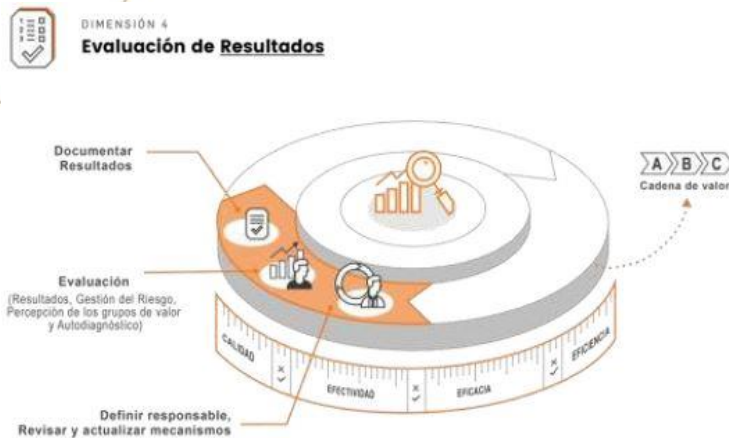 DIMENSIÓN 4
Evaluación de Resultados
Documentar
Resultados
A B C
Cadena de valor
Evaluación
(Resultados, Gestión del Riesgo,
Percepción de los grupos de valor
y Autodiagnóstico)
CALIDAD
EFECTIVIDAD
EFICACIA
EFICIENCIA
Definir responsable,
Revisar y actualizar mecanismos